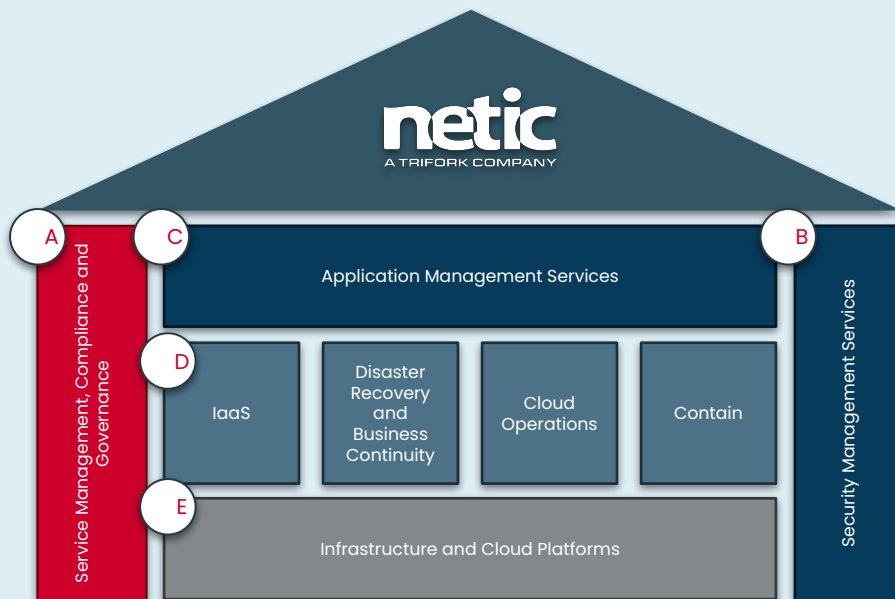 netic
A TRIFORK COMPANY
A
C
B
Application Management Services
Service Management, Compliance and
Governance
Security Management Services
D
IaaS
Disaster
Recovery
and
Business
Continuity
Cloud
Operations
Contain
E
Infrastructure and Cloud Platforms